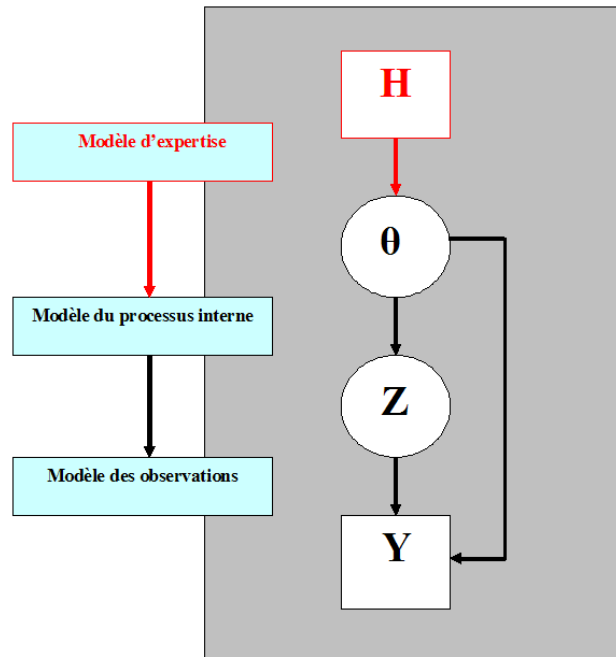 H
Modèle d'expertise
θ
Modèle du processus interne
Z
Modèle des observations
Y